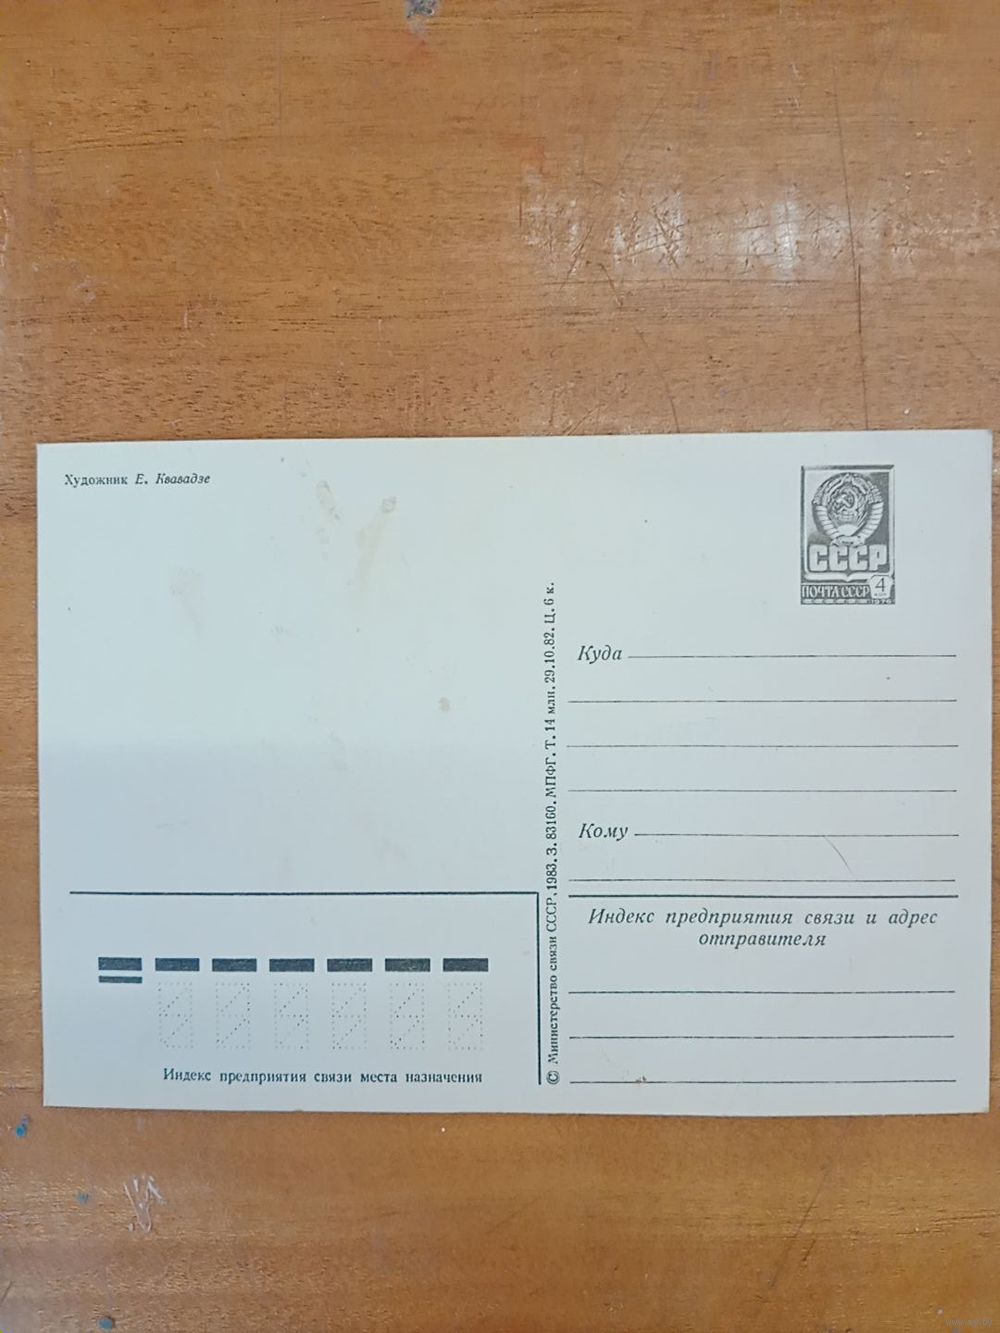 Художник Е. Квавадзе
СССР
ПОЧТА СССР 4
Куда
Кому
Индекс предприятия связи и адрес
отправителя
© Министерство связи СССР, 1983. З. 83160. МПФГ. Т. 14 млн. 29.10.82. Ц. 6 к.
Индекс предприятия связи места назначения